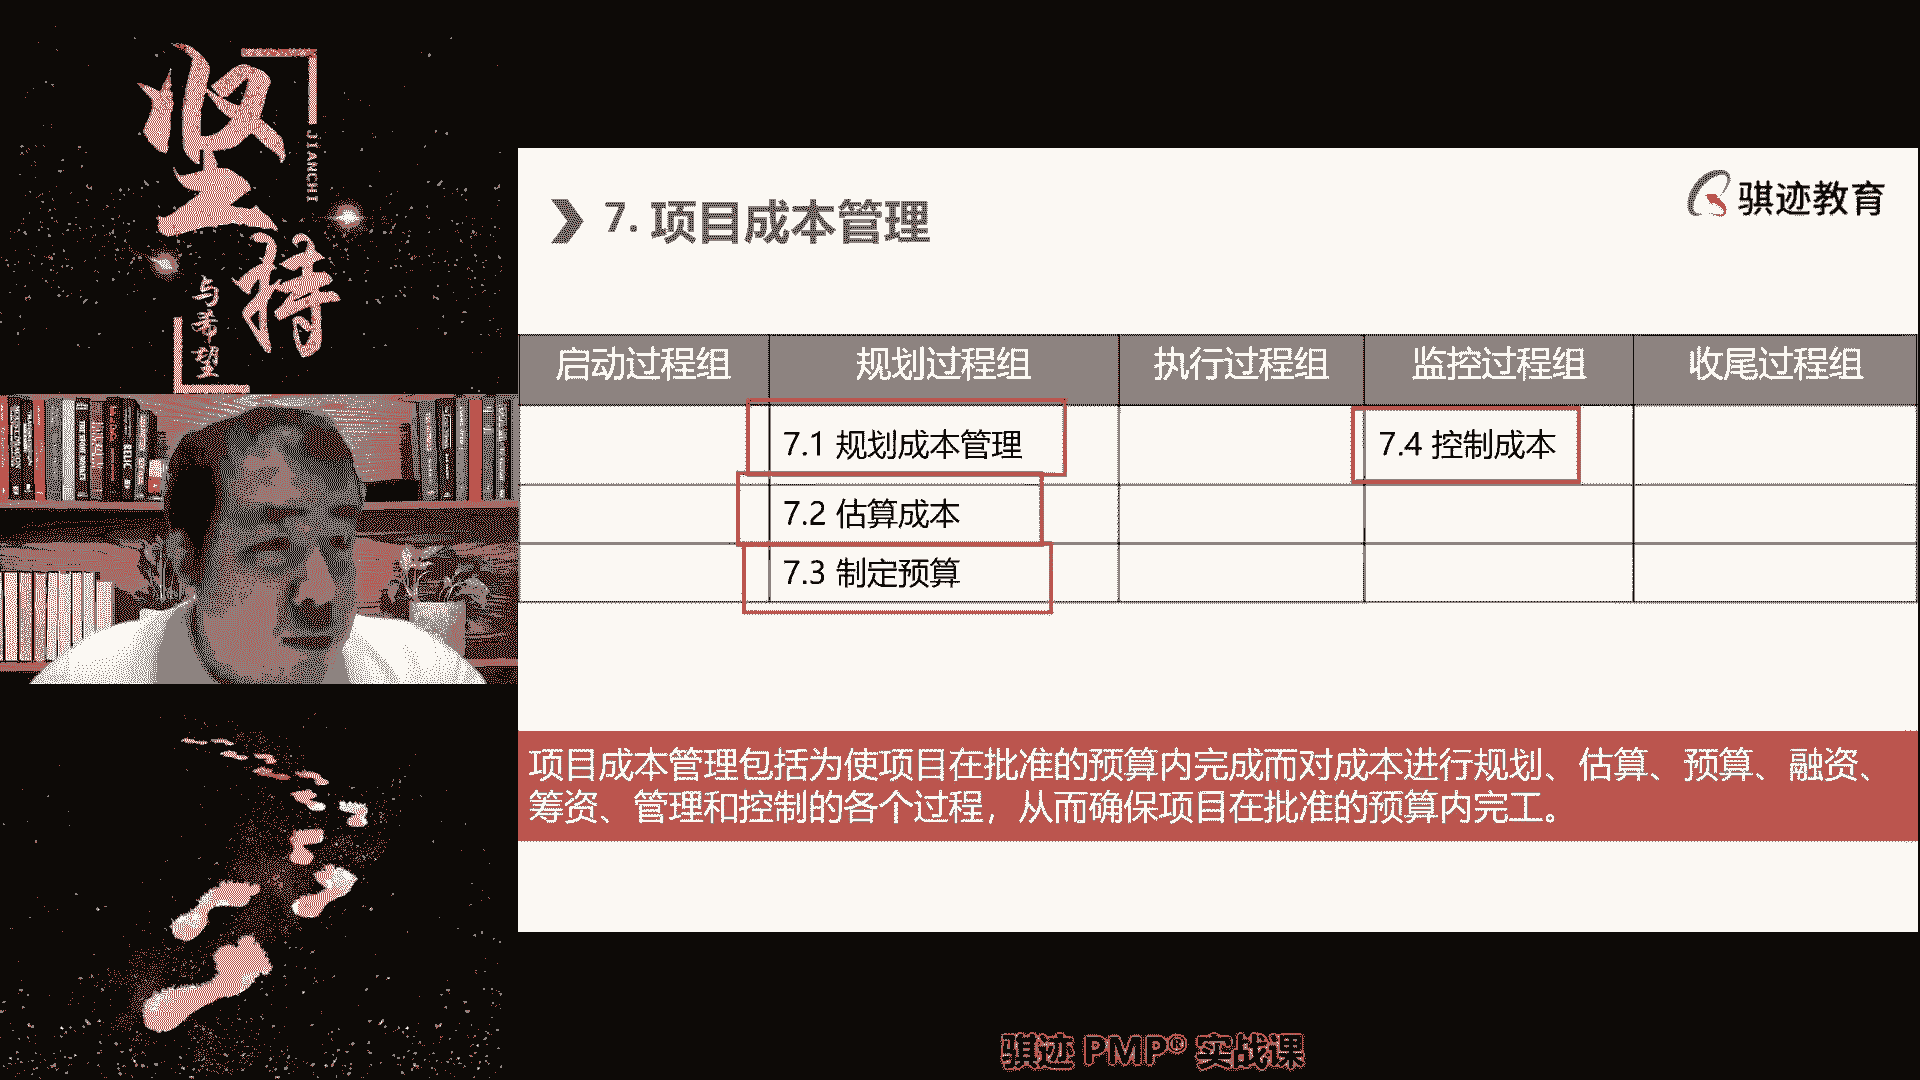 坚持
JIANCHI
与希望
7. 项目成本管理
骐迹教育
启动过程组 规划过程组 执行过程组 监控过程组 收尾过程组
7.1 规划成本管理 7.4 控制成本
7.2 估算成本
7.3 制定预算
项目成本管理包括为使项目在批准的预算内完成而对成本进行规划、估算、预算、融资、
筹资、管理和控制的各个过程，从而确保项目在批准的预算内完工。
骐迹 PMP® 实战课